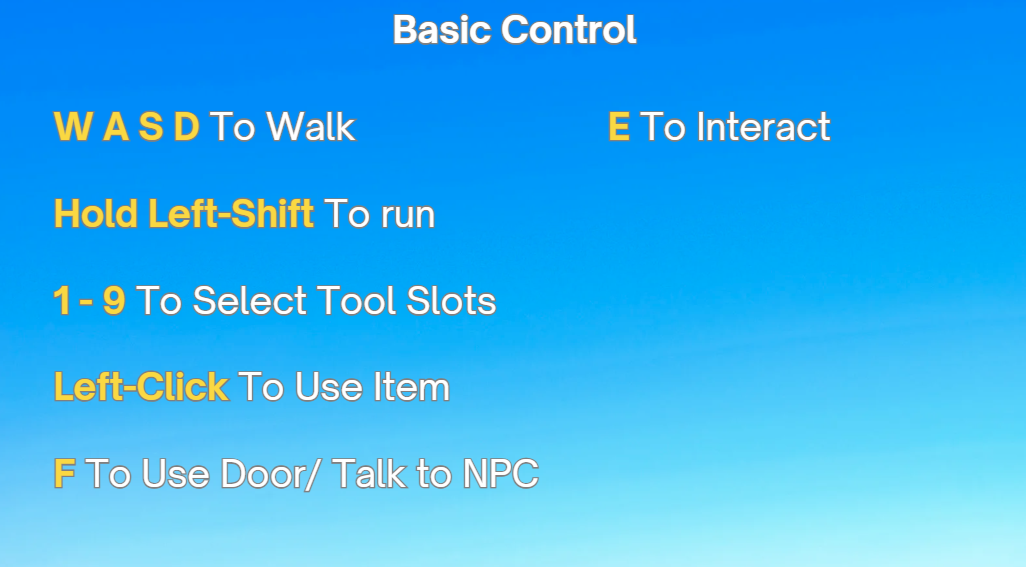 Basic Control
W A S D To Walk
E To Interact
Hold Left-Shift To run
1 - 9 To Select Tool Slots
Left-Click To Use Item
F To Use Door/ Talk to NPC